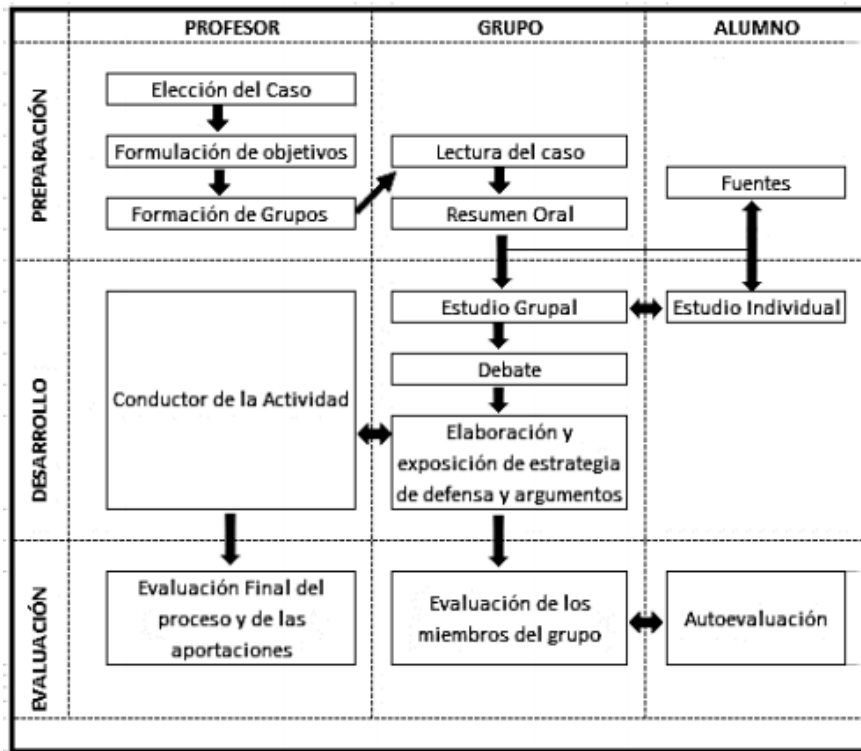 PROFESOR
GRUPO
ALUMNO
PREPARACIÓN
Elección del Caso
Formulación de objetivos
Formación de Grupos
Lectura del caso
Resumen Oral
Fuentes
DESARROLLO
Conductor de la Actividad
Estudio Grupal
Estudio Individual
Debate
Elaboración y
exposición de estrategia
de defensa y argumentos
EVALUACIÓN
Evaluación Final del
proceso y de las
aportaciones
Evaluación de los
miembros del grupo
Autoevaluación